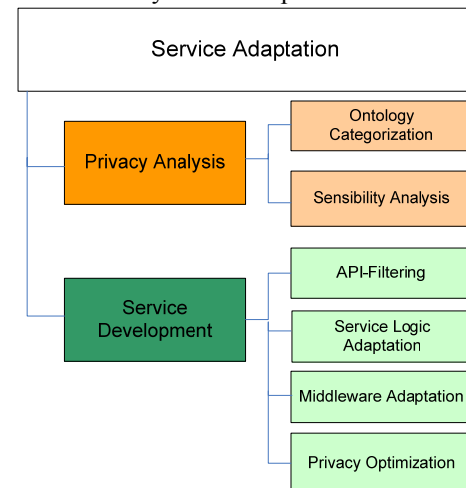 Service Adaptation
Privacy Analysis
Ontology
Categorization
Sensibility Analysis
Service
Development
API-Filtering
Service Logic
Adaptation
Middleware Adaptation
Privacy Optimization